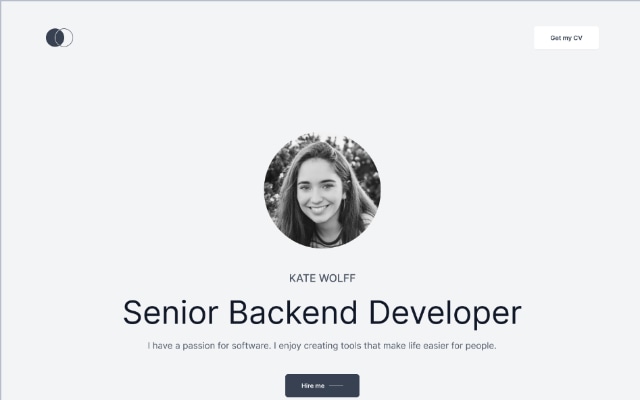 Get my CV
KATE WOLFF
Senior Backend Developer
I have a passion for software. I enjoy creating tools that make life easier for people.
Hire me